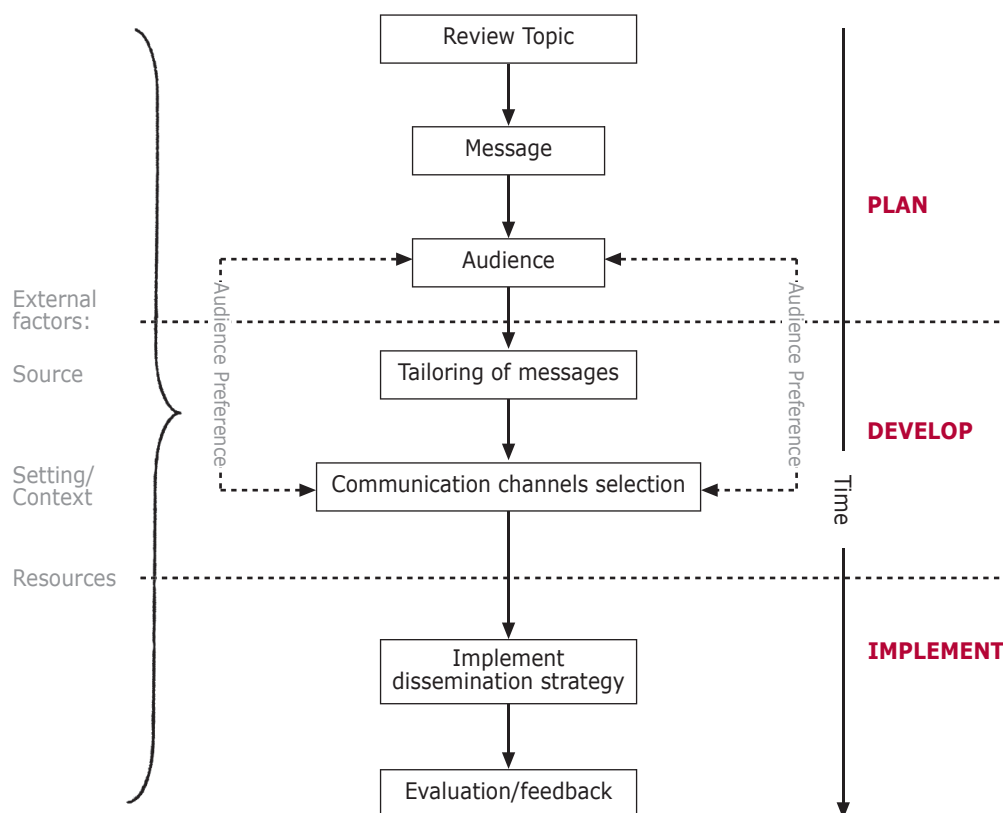 Review Topic
Message
PLAN
Audience
External
factors:
Audience Preference
Audience Preference
Source
Tailoring of messages
DEVELOP
Setting/
Context
Communication channels selection
Time
Resources
Implement
dissemination strategy
IMPLEMENT
Evaluation/feedback